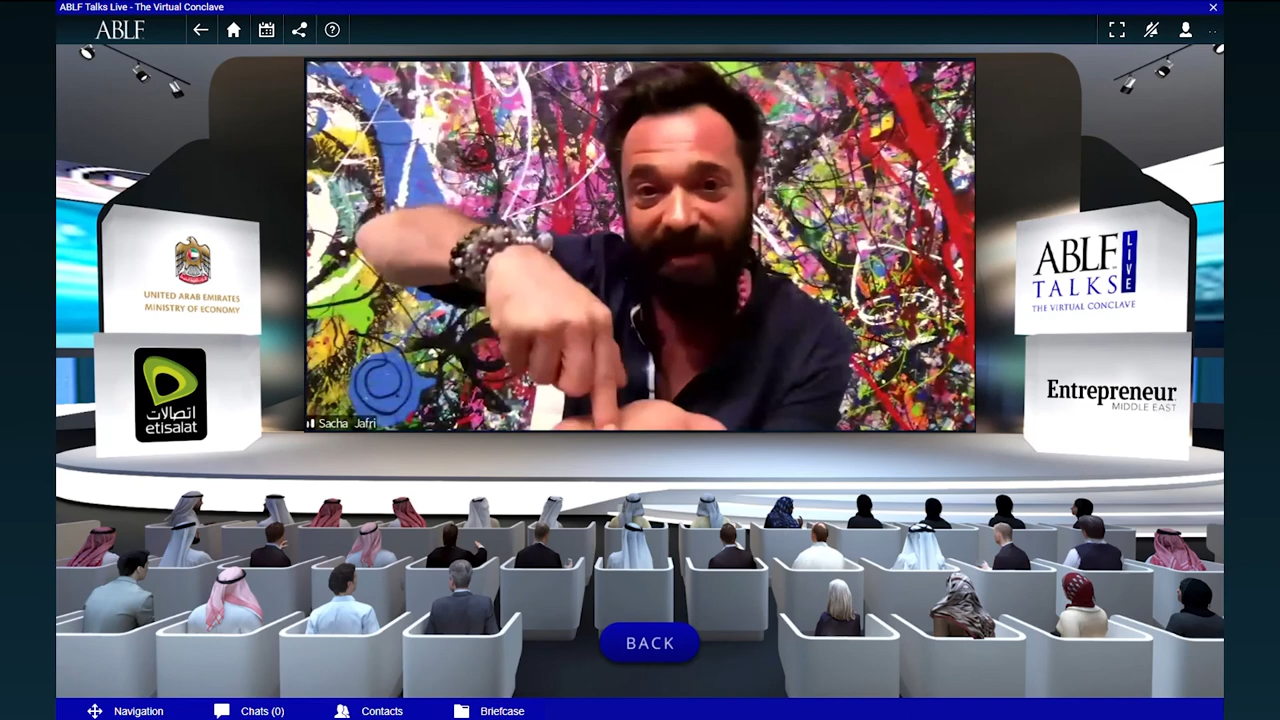 ABLF Talks Live - The Virtual Conclave
ABLF
UNITED ARAB EMIRATES
MINISTRY OF ECONOMY
اتصالات
etisalat
Sacha Jafri
ABLF
TALKS
LIVE
THE VIRTUAL CONCLAVE
Entrepreneur
MIDDLE EAST
BACK
Navigation
Chats (0)
Contacts
Briefcase